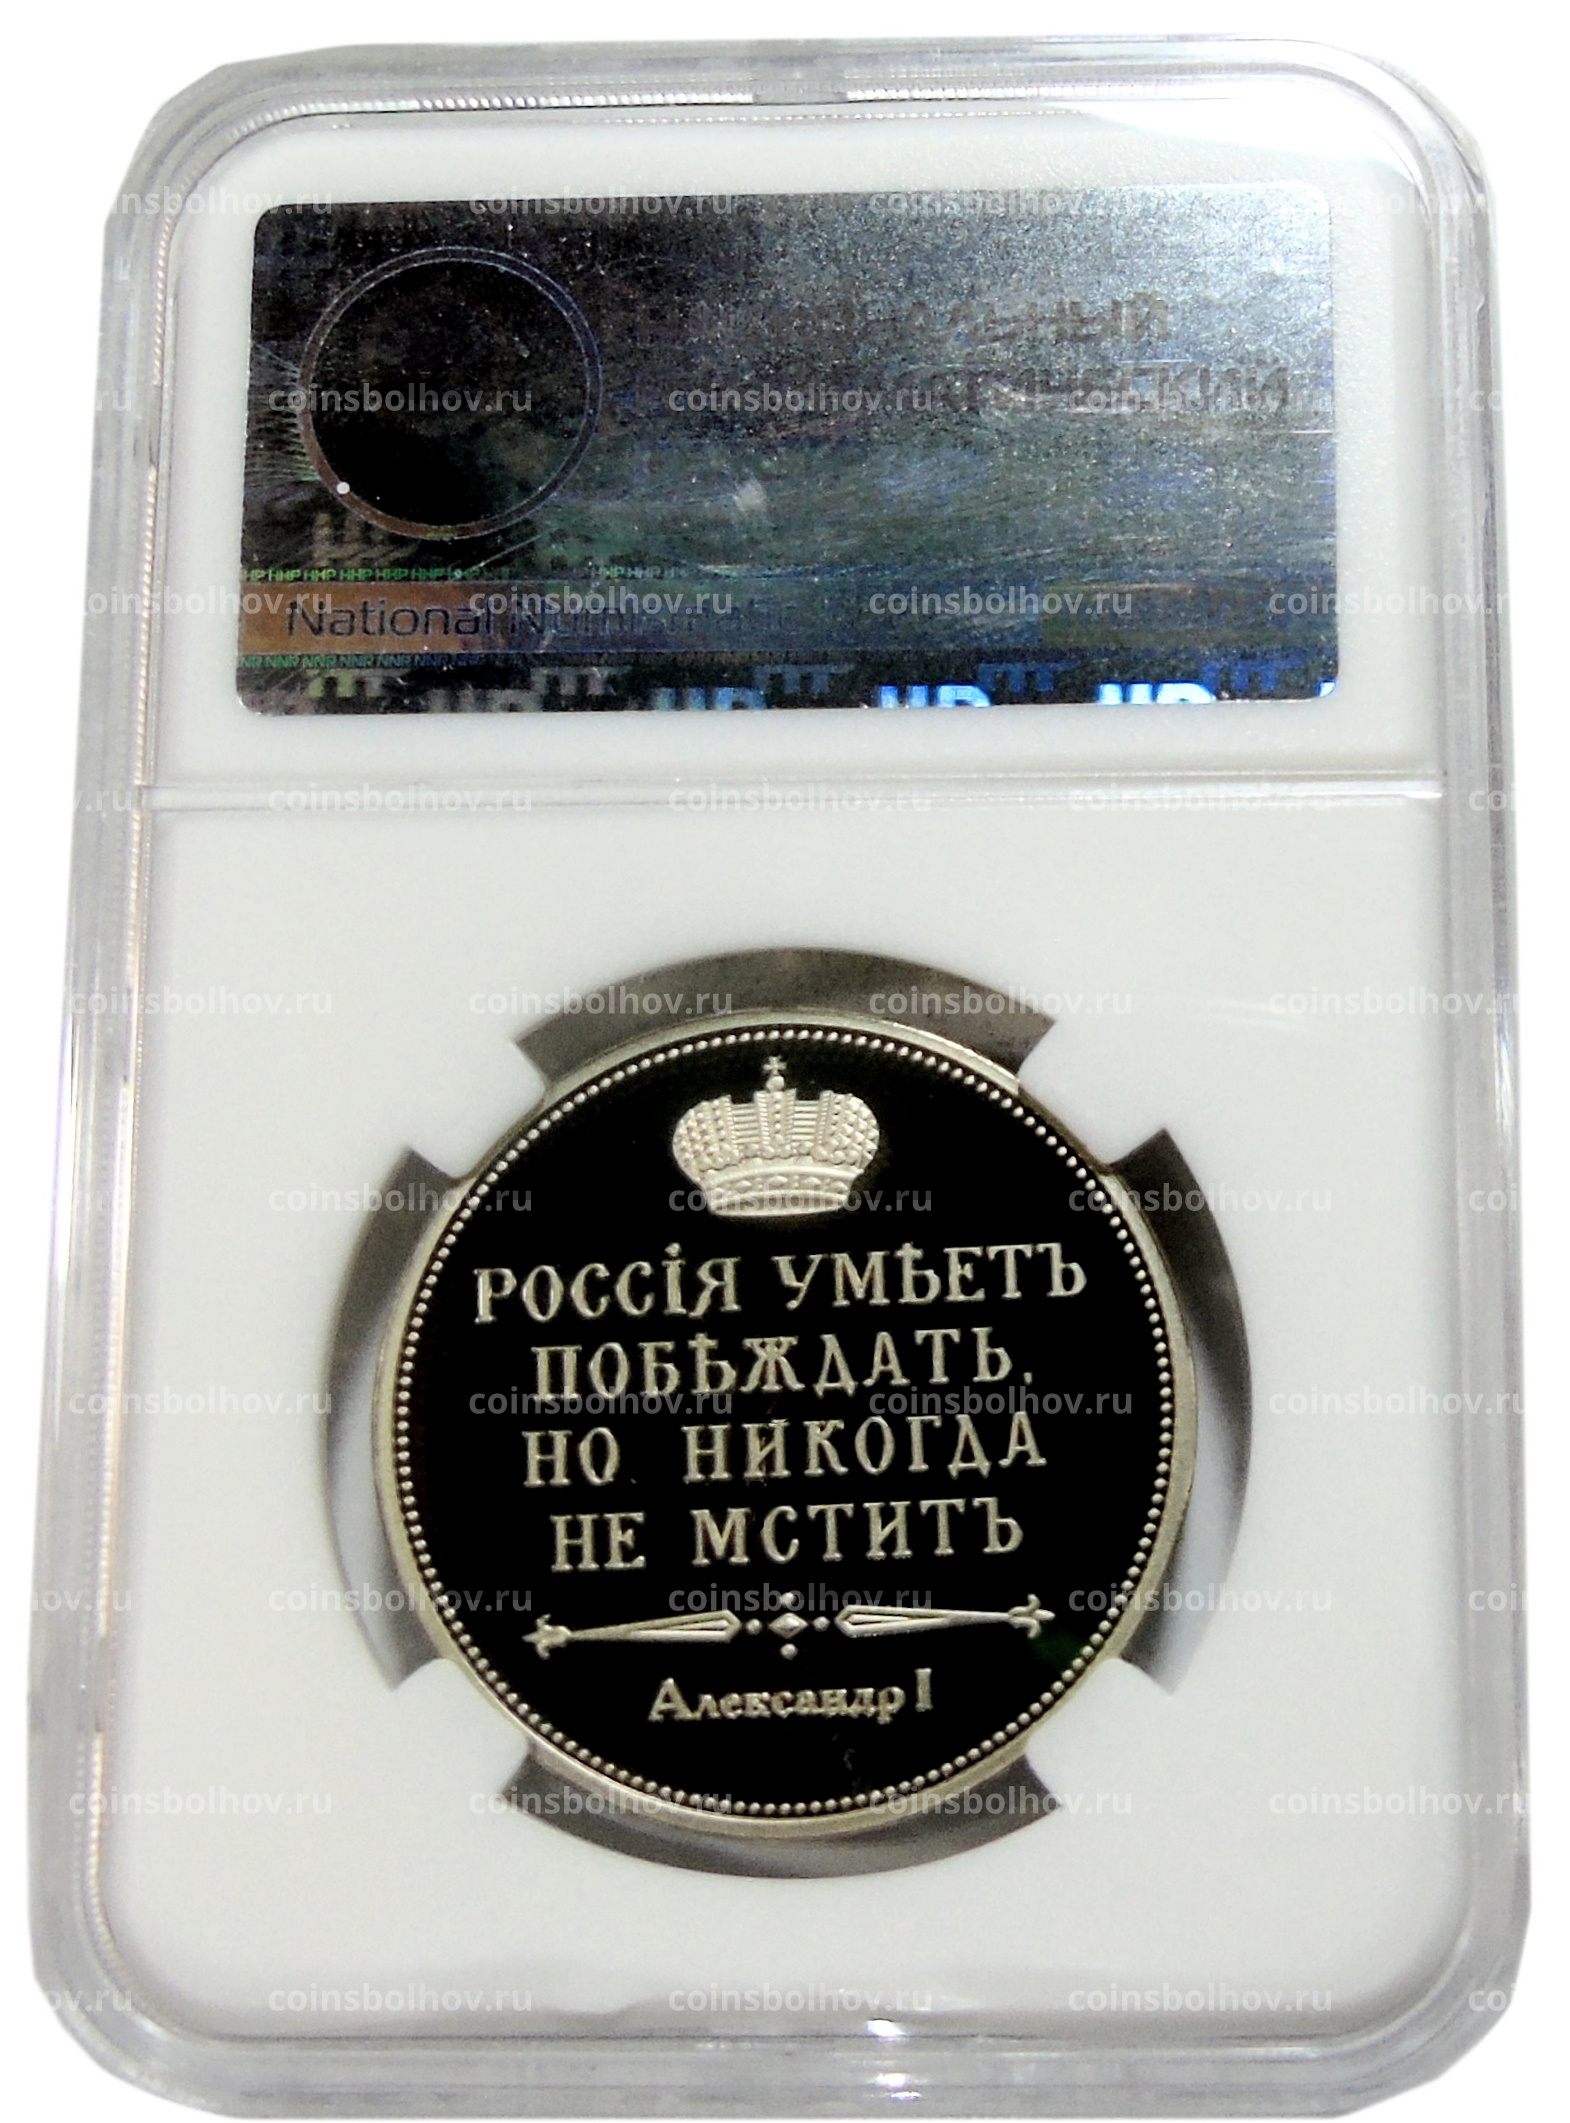 National
РОССІЯ УМѢЕТЪ
ПОБѢЖДАТЬ,
НО НИКОГДА
НЕ МСТИТЪ
Александр I
coinsbolhov.ru